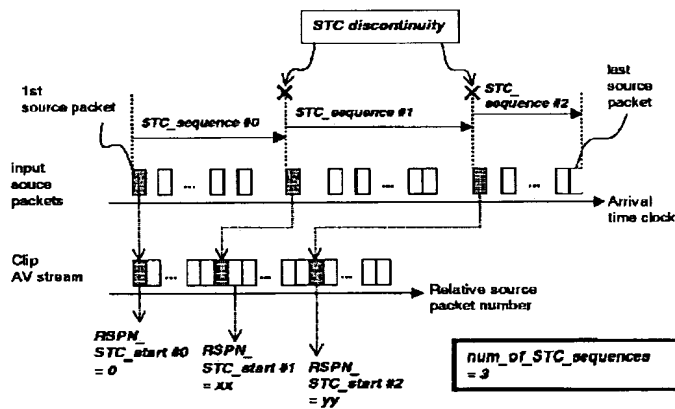 STC discontinuity
1st
source packet
STC_sequence #0
STC_sequence #1
STC_
sequence #2
last
source
packet
input
souce
packets
...
...
...
Arrival
time clock
Clip
AV stream
...
...
...
Relative source
packet number
RSPN_
STC_start #0
= 0
RSPN_
STC_start #1
= xx
RSPN_
STC_start #2
= yy
num_of_STC_sequences
= 3